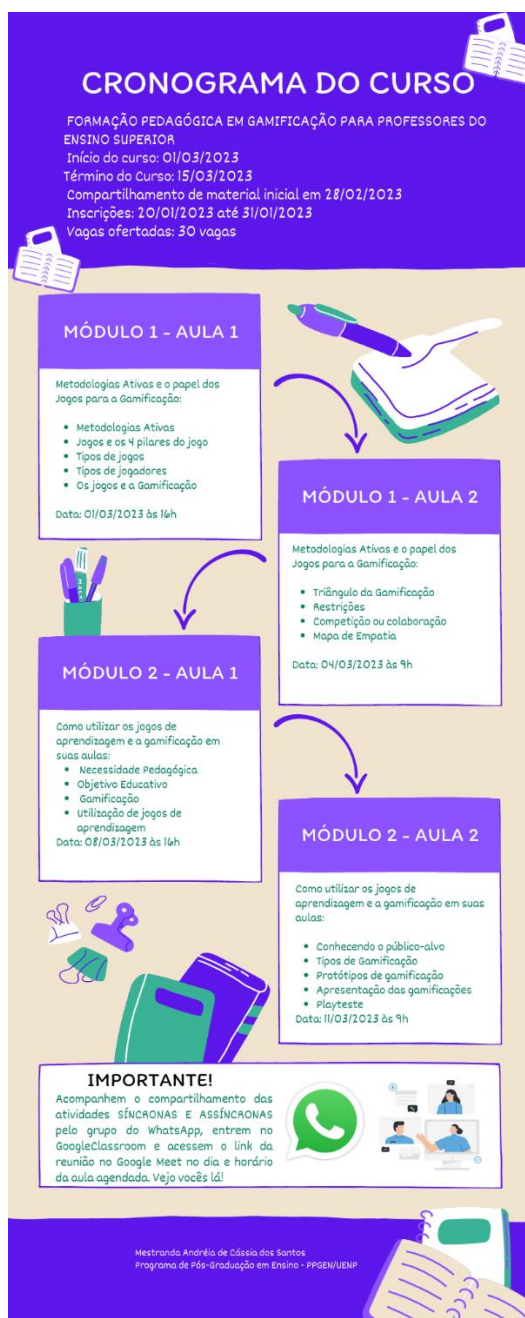 CRONOGRAMA DO CURSO
FORMAÇÃO PEDAGÓGICA EM GAMIFICAÇÃO PARA PROFESSORES DO
ENSINO SUPERIOR
Início do curso: 01/03/2023
Término do Curso: 15/03/2023
Compartilhamento de material inicial em 28/02/2023
Inscrições: 20/01/2023 até 31/01/2023
Vagas ofertadas: 30 vagas
MÓDULO 1 - AULA 1
Metodologias Ativas e o papel dos
Jogos para a Gamificação:
• Metodologias Ativas
• Jogos e os 4 pilares do jogo
• Tipos de jogos
• Tipos de jogadores
• Os jogos e a Gamificação
Data: 01/03/2023 às 16h
MÓDULO 1 - AULA 2
Metodologias Ativas e o papel dos
Jogos para a Gamificação:
• Triângulo da Gamificação
• Restrições
• Competição ou colaboração
• Mapa de Empatia
Data: 04/03/2023 às 9h
MÓDULO 2 - AULA 1
Como utilizar os jogos de
aprendizagem e a gamificação em
suas aulas:
• Necessidade Pedagógica
• Objetivo Educativo
• Gamificação
• Utilização de jogos de
aprendizagem
Data: 08/03/2023 às 16h
MÓDULO 2 - AULA 2
Como utilizar os jogos de
aprendizagem e a gamificação em suas
aulas:
• Conhecendo o público-alvo
• Tipos de Gamificação
• Protótipos de gamificação
• Apresentação das gamificações
• Playteste
Data: 11/03/2023 às 9h
IMPORTANTE!
Acompanhem o compartilhamento das
atividades SÍNCRONAS E ASSÍNCRONAS
pelo grupo do WhatsApp, entrem no
GoogleClassroom e acessem o link da
reunião no Google Meet no dia e horário
da aula agendada. Vejo vocês lá!
Mestranda Andréia de Cássia dos Santos
Programa de Pós-Graduação em Ensino - PPGEN/UENP